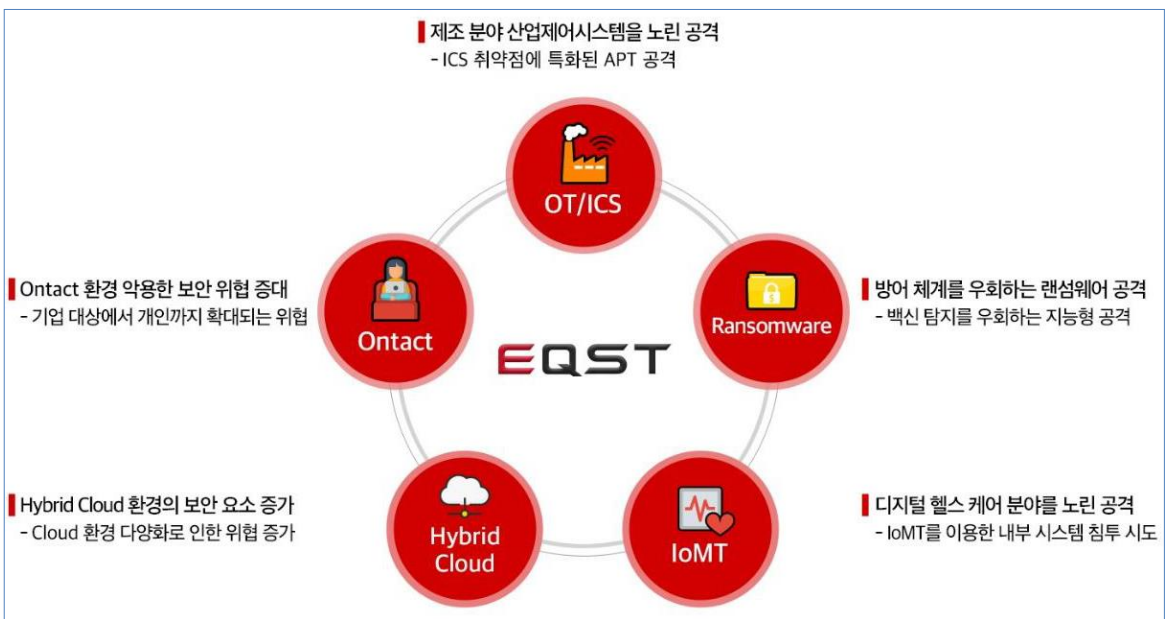 제조 분야 산업제어시스템을 노린 공격
- ICS 취약점에 특화된 APT 공격
OT/ICS
Ontact 환경 악용한 보안 위협 증대
- 기업 대상에서 개인까지 확대되는 위협
Ontact
Ransomware
방어 체계를 우회하는 랜섬웨어 공격
- 백신 탐지를 우회하는 지능형 공격
EQST
Hybrid Cloud 환경의 보안 요소 증가
- Cloud 환경 다양화로 인한 위협 증가
Hybrid
Cloud
IoMT
디지털 헬스 케어 분야를 노린 공격
- IoMT를 이용한 내부 시스템 침투 시도